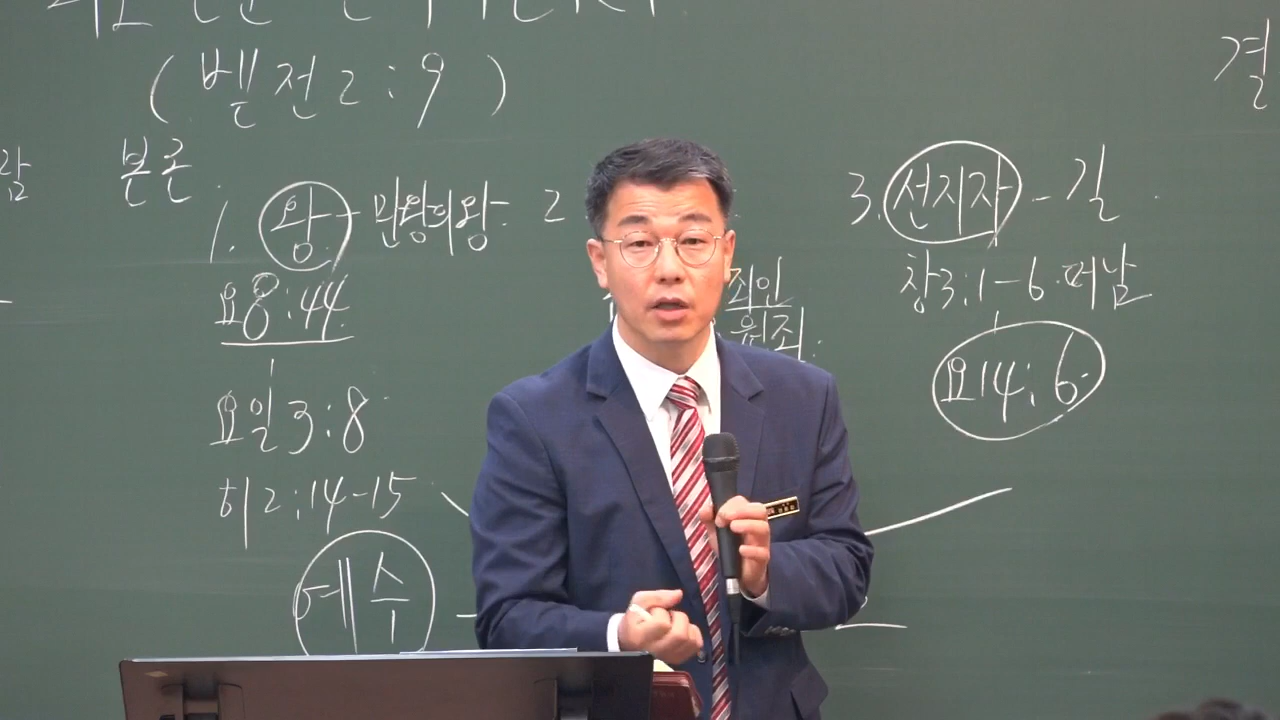 (벧전2:9)
결
본론.
1. 왕 - 만왕의왕. 2
요8:44.
요일3:8.
히2:14-15
예수
죄인
원죄.
3. 선지자 - 길.
창3:1-6.떠남
요14:6.